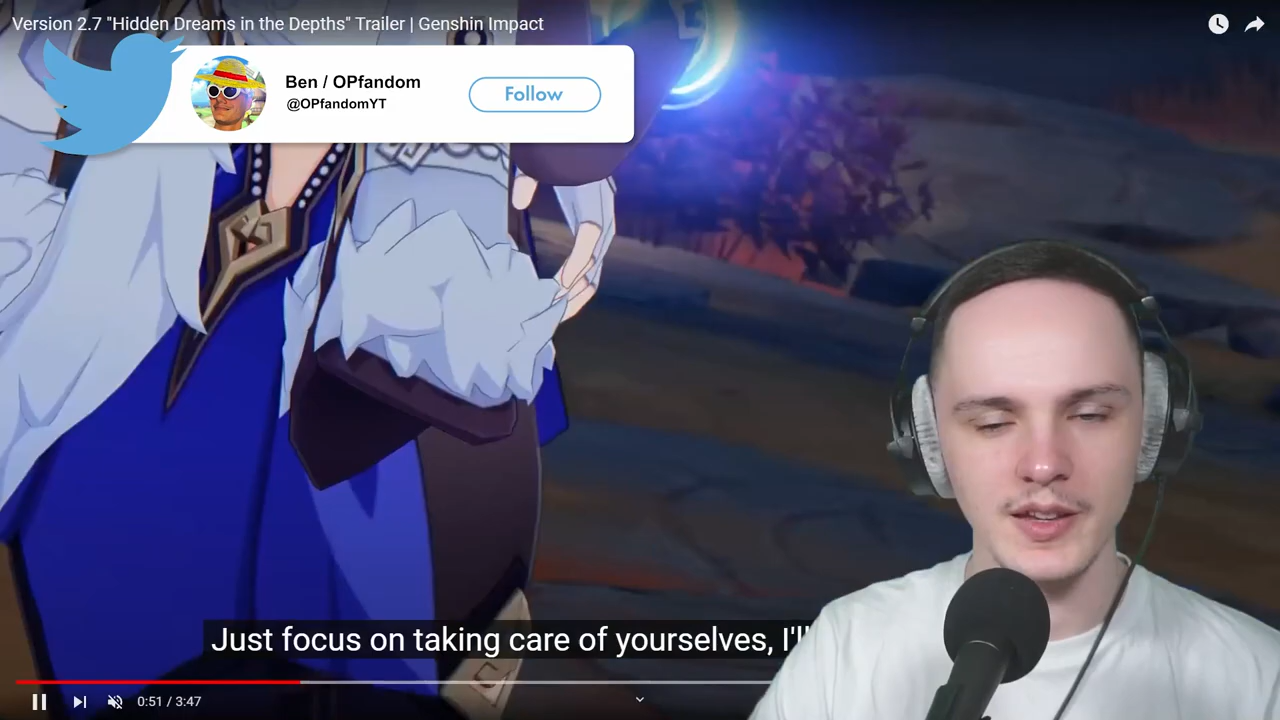 Version 2.7 "Hidden Dreams in the Depths" Trailer | Genshin Impact
Ben / OPfandom
@OPfandomYT
Follow
Just focus on taking care of yourselves, I'll
0:51 / 3:47